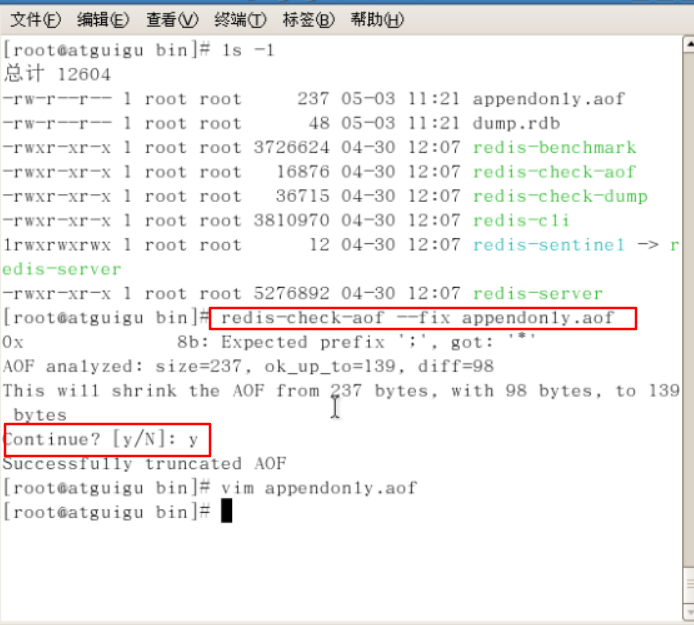 文件(F) 编辑(E) 查看(V) 终端(T) 标签(B) 帮助(H)
[root@atguigu bin]# ls -l
总计 12604
-rw-r--r-- 1 root root     237 05-03 11:21 appendonly.aof
-rw-r--r-- 1 root root      48 05-03 11:21 dump.rdb
-rwxr-xr-x 1 root root 3726624 04-30 12:07 redis-benchmark
-rwxr-xr-x 1 root root   16876 04-30 12:07 redis-check-aof
-rwxr-xr-x 1 root root   36715 04-30 12:07 redis-check-dump
-rwxr-xr-x 1 root root 3810970 04-30 12:07 redis-cli
lrwxrwxrwx 1 root root      12 04-30 12:07 redis-sentinel -> r
edis-server
-rwxr-xr-x 1 root root 5276892 04-30 12:07 redis-server
[root@atguigu bin]# redis-check-aof --fix appendonly.aof
0x              8b: Expected prefix ';', got: '*'
AOF analyzed: size=237, ok_up_to=139, diff=98
This will shrink the AOF from 237 bytes, with 98 bytes, to 139
 bytes
Continue? [y/N]: y
Successfully truncated AOF
[root@atguigu bin]# vim appendonly.aof
[root@atguigu bin]#